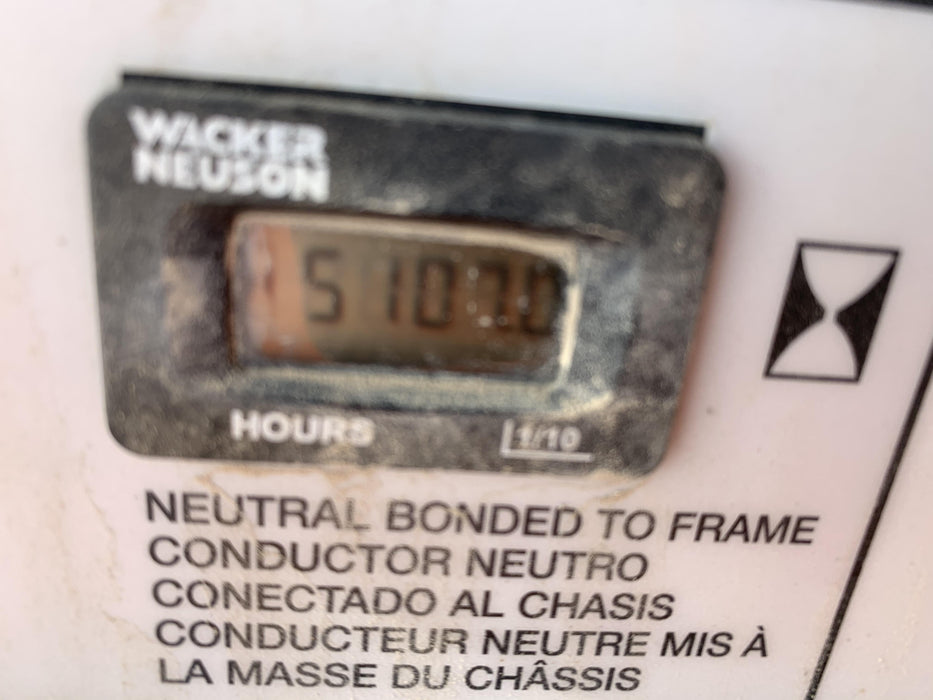 WACKER
NEUSON
HOURS
1/10
NEUTRAL BONDED TO FRAME
CONDUCTOR NEUTRO
CONECTADO AL CHASIS
CONDUCTEUR NEUTRE MIS À
LA MASSE DU CHÂSSIS